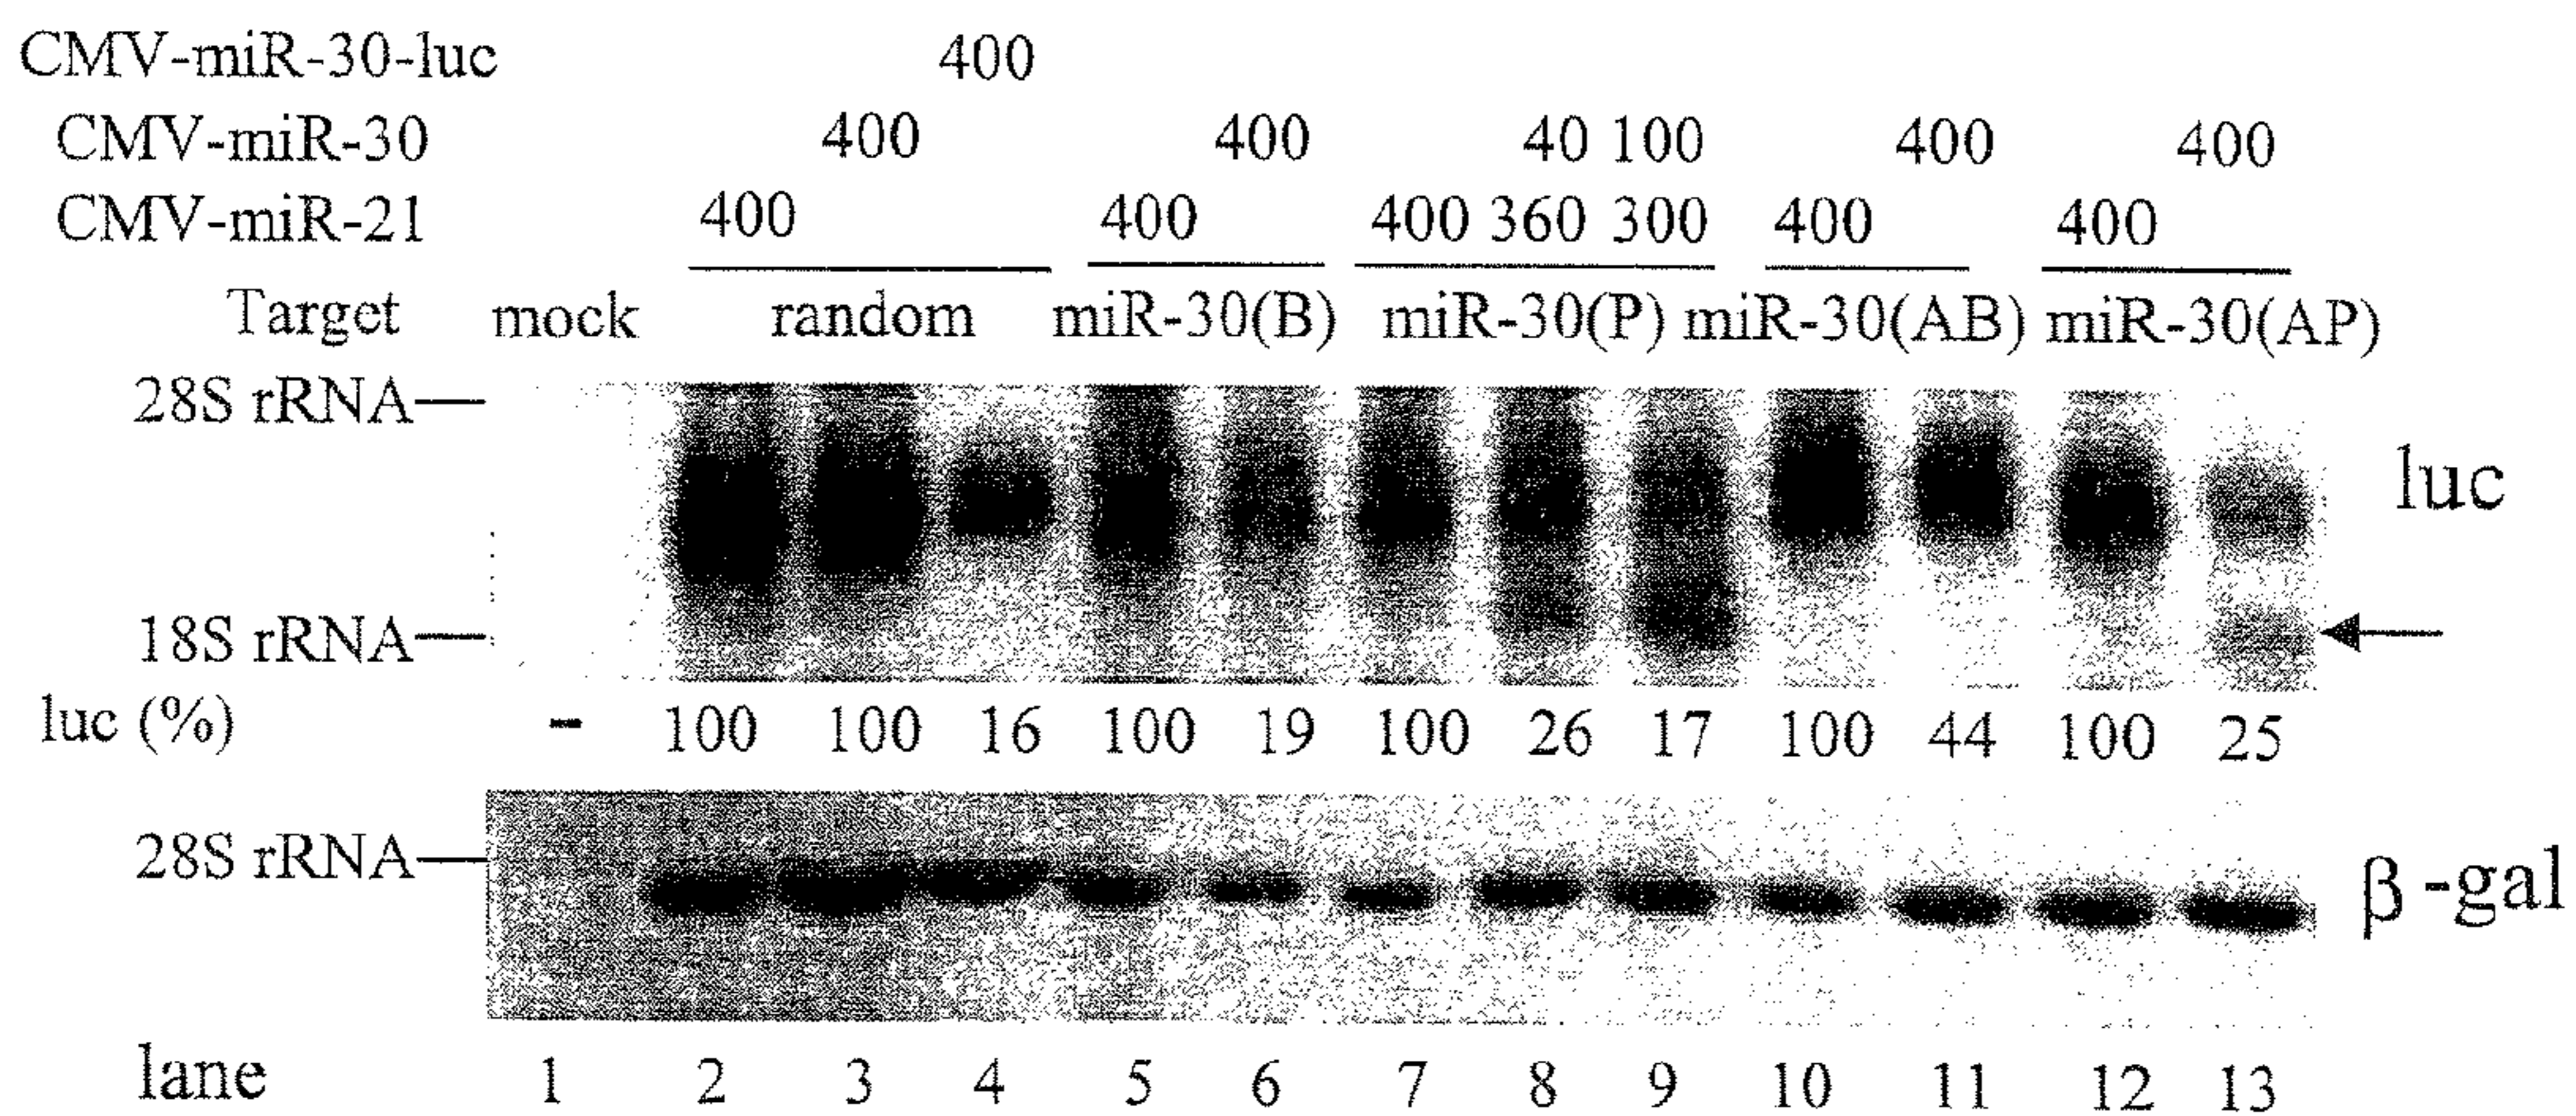 CMV-miR-30-luc 400
CMV-miR-30 400 400 40 100 400 400
CMV-miR-21 400 400 400 360 300 400 400
Target mock random miR-30(B) miR-30(P) miR-30(AB) miR-30(AP)
28S rRNA
luc
18S rRNA
luc (%) - 100 100 16 100 19 100 26 17 100 44 100 25
28S rRNA
β-gal
lane 1 2 3 4 5 6 7 8 9 10 11 12 13